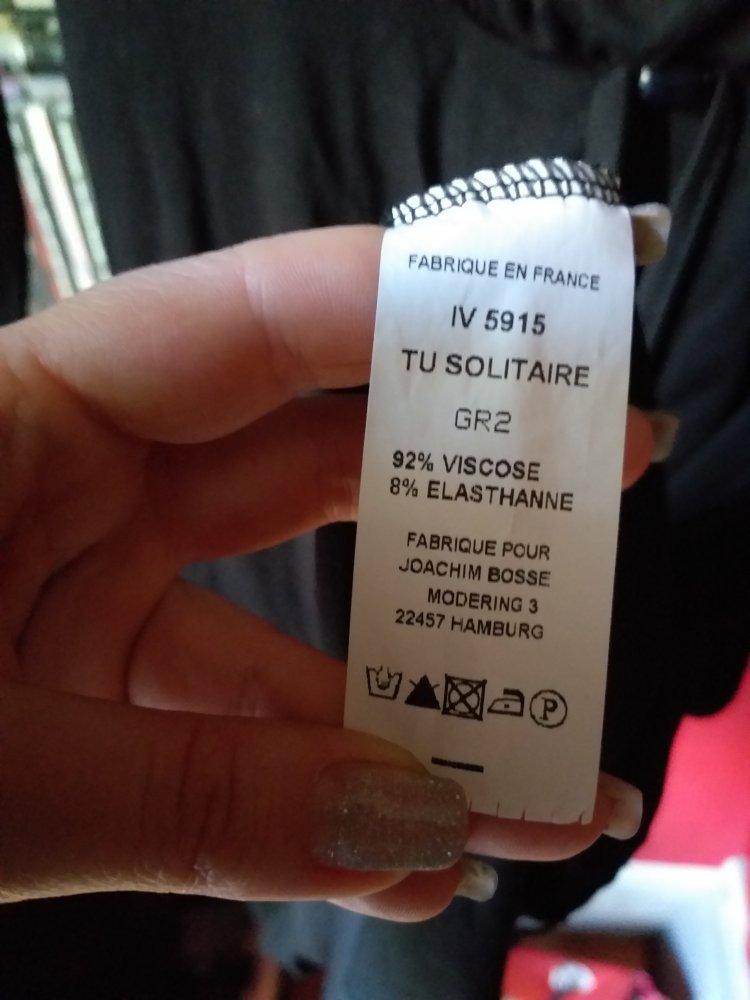 FABRIQUE EN FRANCE
IV 5915
TU SOLITAIRE
GR2
92% VISCOSE
8% ELASTHANNE
FABRIQUE POUR
JOACHIM BOSSE
MODERING 3
22457 HAMBURG
P